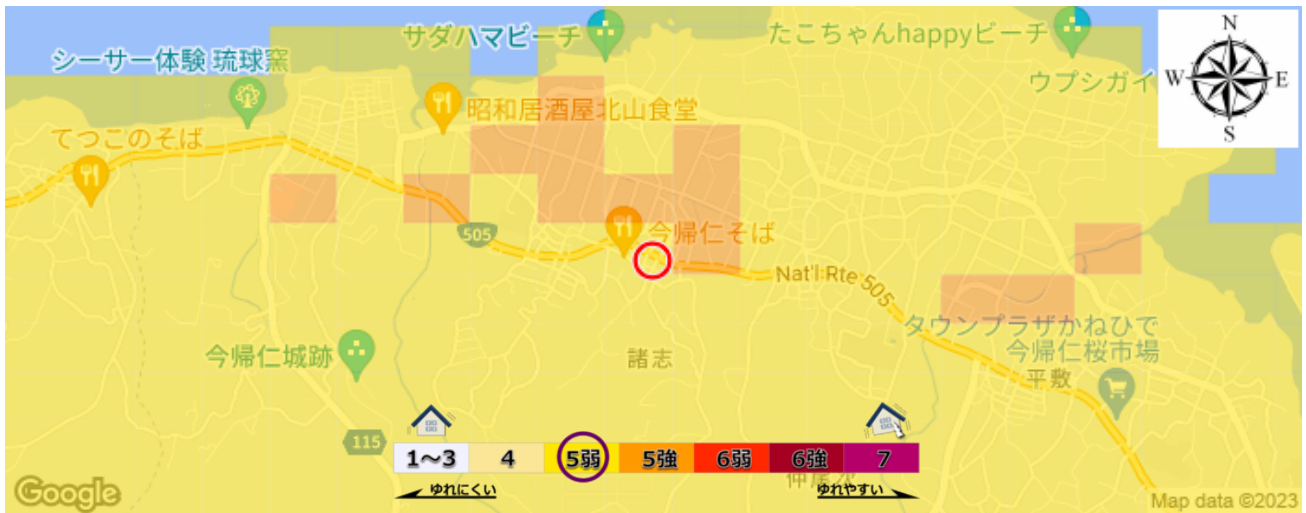 サダハマビーチ
たこちゃんhappyビーチ
N
W
E
S
シーサー体験 琉球窯
ウプシガイ
昭和居酒屋北山食堂
てつこのそば
505
今帰仁そば
Nat'l Rte 505
タウンプラザかねひで
今帰仁桜市場
今帰仁城跡
諸志
平敷
115
1~3 4 5弱 5強 6弱 6強 7
仲尾次
ゆれにくい
ゆれやすい
Google
Map data ©2023